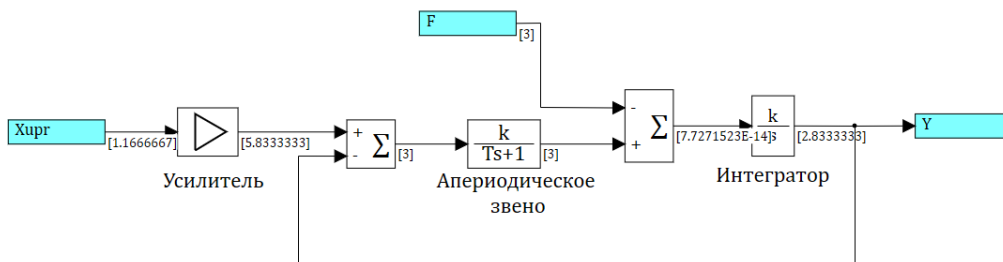 F
[3]
Xupr
[1.1666667]
[5.8333333]
Усилитель
+
-
Σ
[3]
k
Ts+1
[3]
Апериодическое
звено
-
+
Σ
[7.7271523E-14]
k
s
[2.8333333]
Интегратор
Y